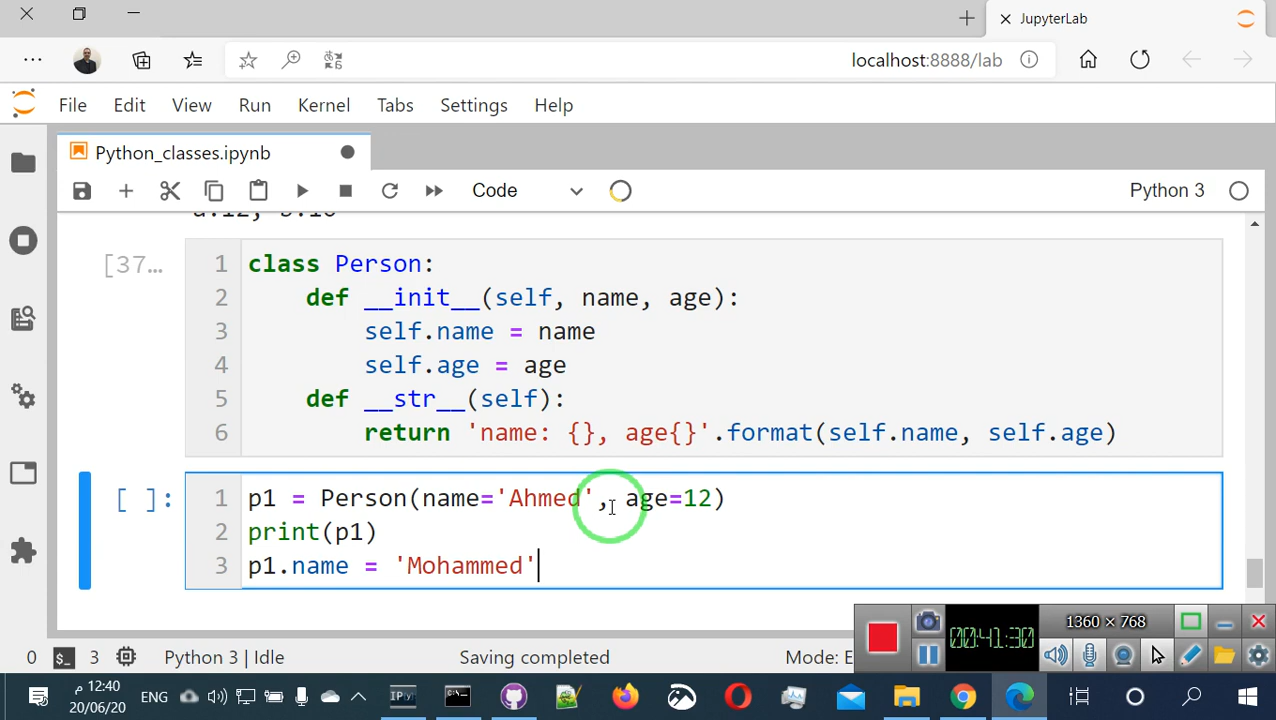 JupyterLab
localhost:8888/lab
File Edit View Run Kernel Tabs Settings Help
Python_classes.ipynb
Code
Python 3
[37…
1 class Person:
2 def __init__(self, name, age):
3 self.name = name
4 self.age = age
5 def __str__(self):
6 return 'name: {}, age{}'.format(self.name, self.age)
[ ]:
1 p1 = Person(name='Ahmed', age=12)
2 print(p1)
3 p1.name = 'Mohammed'
1360 × 768
00:41:30
0 3 Python 3 | Idle Saving completed Mode: E
12:40 م
20/06/20
ENG
IP[y]: